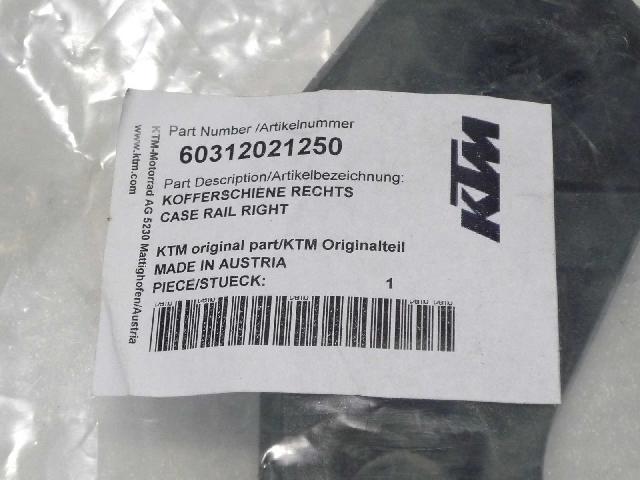 Part Number /Artikelnummer
60312021250
Part Description/Artikelbezeichnung:
KOFFERSCHIENE RECHTS
CASE RAIL RIGHT
KTM original part/KTM Originalteil
MADE IN AUSTRIA
PIECE/STUECK: 1
KTM-Motorrad AG 5230 Mattighofen/Austria
www.ktm.com
KTM